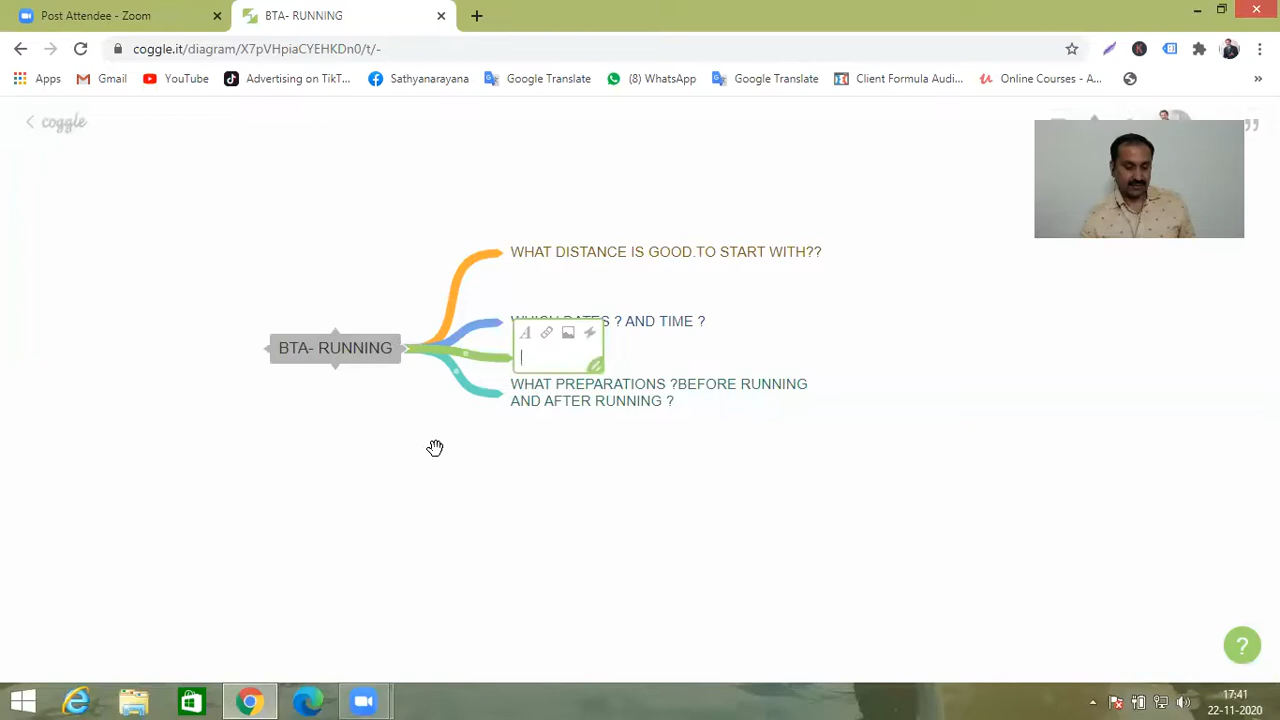 Post Attendee - Zoom
BTA- RUNNING
coggle.it/diagram/X7pVHpiaCYEHKDn0/t/-
Apps
Gmail
YouTube
Advertising on TikT...
Sathyanarayana
Google Translate
(8) WhatsApp
Google Translate
Client Formula Audi...
Online Courses - A...
coggle
WHAT DISTANCE IS GOOD.TO START WITH??
? AND TIME ?
BTA- RUNNING
WHAT PREPARATIONS ?BEFORE RUNNING
AND AFTER RUNNING ?
17:41
22-11-2020